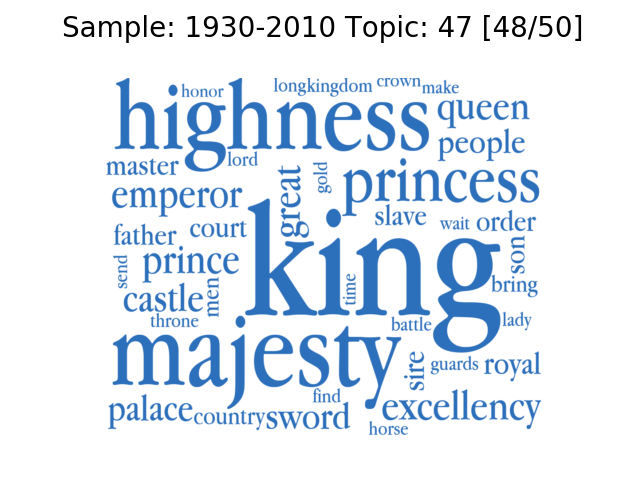 Sample: 1930-2010 Topic: 47 [48/50]
highness
honor
longkingdom
crown
make
queen
people
master
lord
gold
princess
emperor
great
slave
wait
order
father
court
king
son
send
prince
men
time
bring
castle
throne
battle
lady
majesty
sire
guards
royal
find
palace
country
sword
excellency
horse